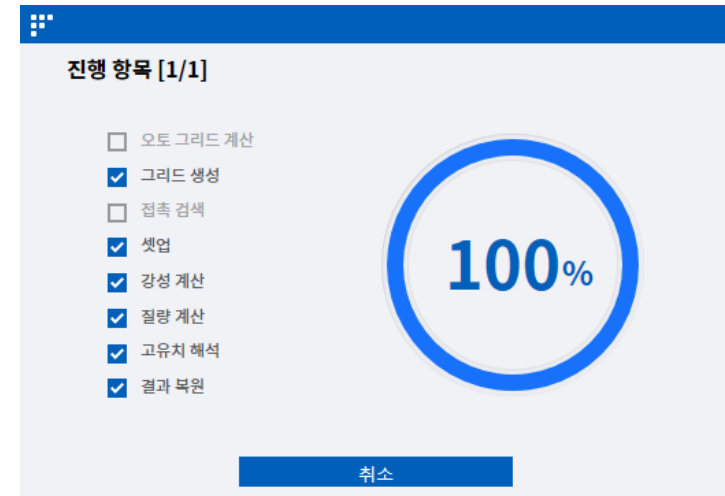 진행 항목 [1/1]
오토 그리드 계산
그리드 생성
접촉 검색
셋업
강성 계산
질량 계산
고유치 해석
결과 복원
100%
취소